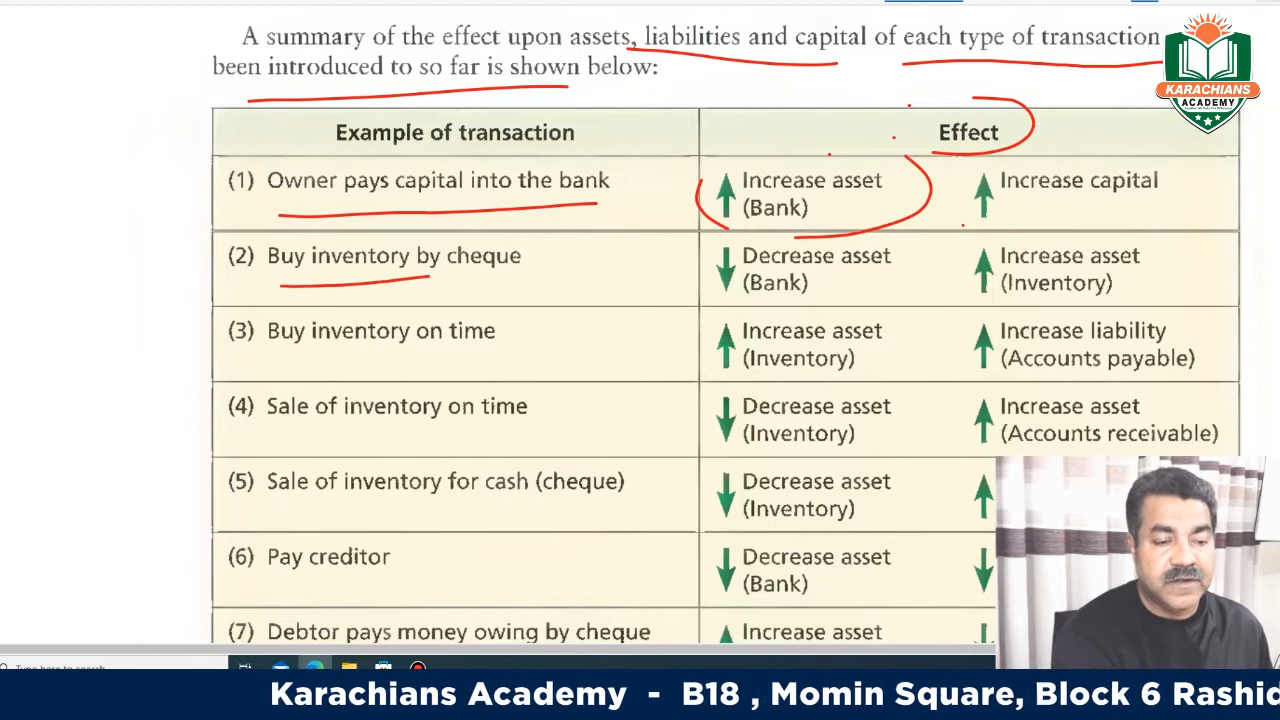 A summary of the effect upon assets, liabilities and capital of each type of transaction
been introduced to so far is shown below:
KARACHIANS
ACADEMY
Example of transaction Effect
(1) Owner pays capital into the bank Increase asset (Bank) Increase capital
(2) Buy inventory by cheque Decrease asset (Bank) Increase asset (Inventory)
(3) Buy inventory on time Increase asset (Inventory) Increase liability (Accounts payable)
(4) Sale of inventory on time Decrease asset (Inventory) Increase asset (Accounts receivable)
(5) Sale of inventory for cash (cheque) Decrease asset (Inventory)
(6) Pay creditor Decrease asset (Bank)
(7) Debtor pays money owing by cheque Increase asset
Type here to search
Karachians Academy - B18 , Momin Square, Block 6 Rashid